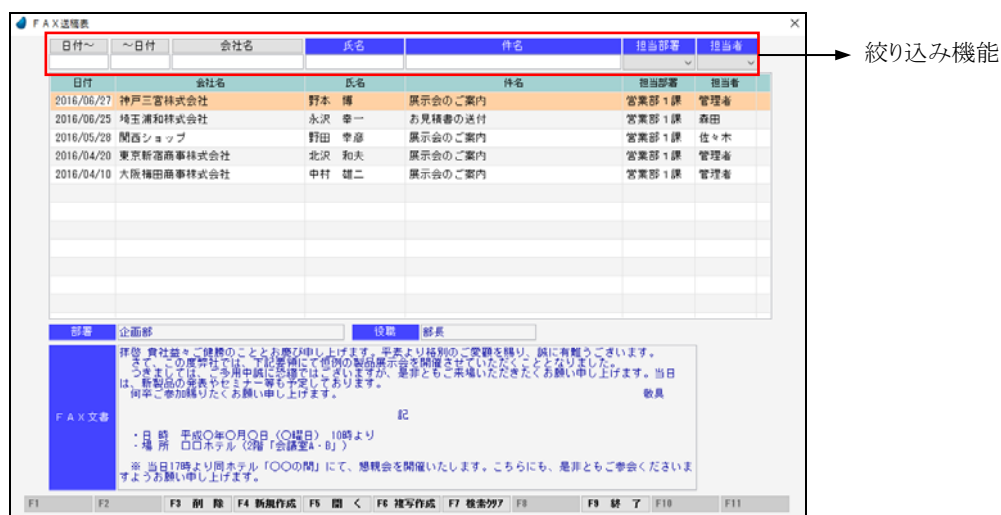 FAX送稿表
日付～ ～日付 会社名 氏名 件名 担当部署 担当者
絞り込み機能
日付 会社名 氏名 件名 担当部署 担当者
2016/06/27 神戸三宮株式会社 野本 博 展示会のご案内 営業部1課 管理者
2016/06/25 埼玉浦和株式会社 永沢 幸一 お見積書の送付 営業部1課 森田
2016/05/28 関西ショップ 野田 幸彦 展示会のご案内 営業部1課 佐々木
2016/04/20 東京新宿商事株式会社 北沢 和夫 展示会のご案内 営業部1課 管理者
2016/04/10 大阪梅田商事株式会社 中村 雄二 展示会のご案内 営業部1課 管理者
部署 企画部 役職 部長
FAX文書
拝啓 貴社益々ご健勝のこととお慶び申し上げます。平素より格別のご愛顧を賜り、誠に有難うございます。
さて、この度弊社では、下記要領にて恒例の製品展示会を開催させていただくこととなりました。
つきましては、ご多用中誠に恐縮ではございますが、是非ともご来場いただきたくお願い申し上げます。当日
は、新製品の発表やセミナー等も予定しております。
何卒ご参加賜りたくお願い申し上げます。
敬具
記
・日 時 平成〇年〇月〇日（〇曜日） 10時より
・場 所 口口ホテル（2階「会議室A・B」）
※ 当日17時より同ホテル「〇〇の間」にて、懇親会を開催いたします。こちらにも、是非ともご参会くださいま
すようお願い申し上げます。
F1 F2 F3 削 除 F4 新規作成 F5 開 く F6 複写作成 F7 検索クリア F8 F9 終 了 F10 F11